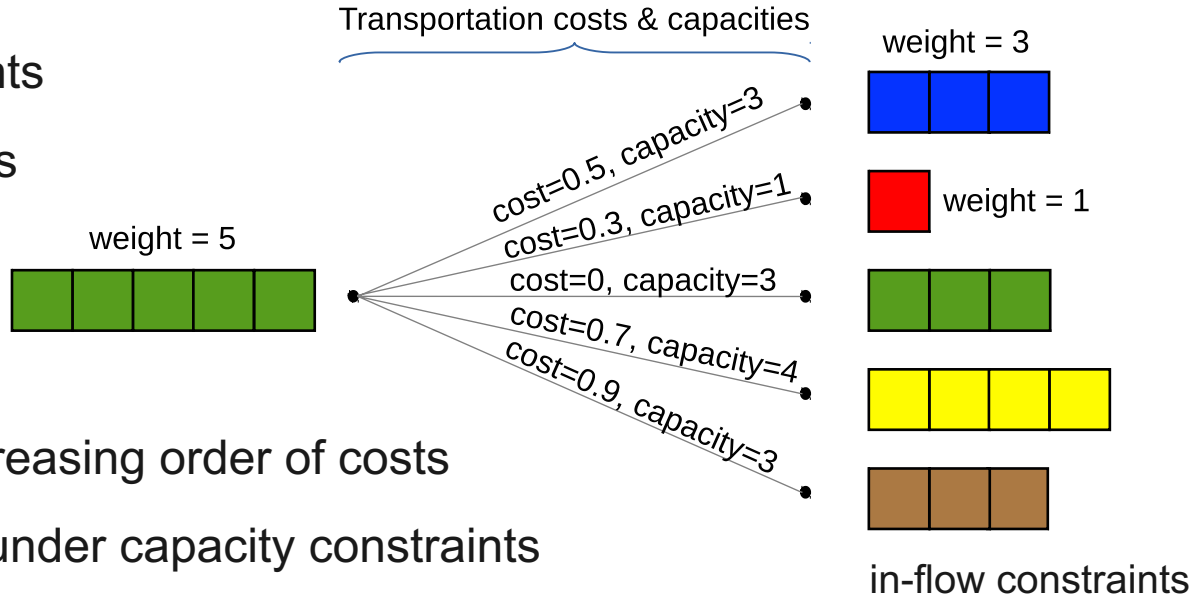 Transportation costs & capacities
weight = 3
nts
s
cost=0.5, capacity=3
cost=0.3, capacity=1
weight = 1
weight = 5
cost=0, capacity=3
cost=0.7, capacity=4
cost=0.9, capacity=3
reasing order of costs
under capacity constraints
in-flow constraints